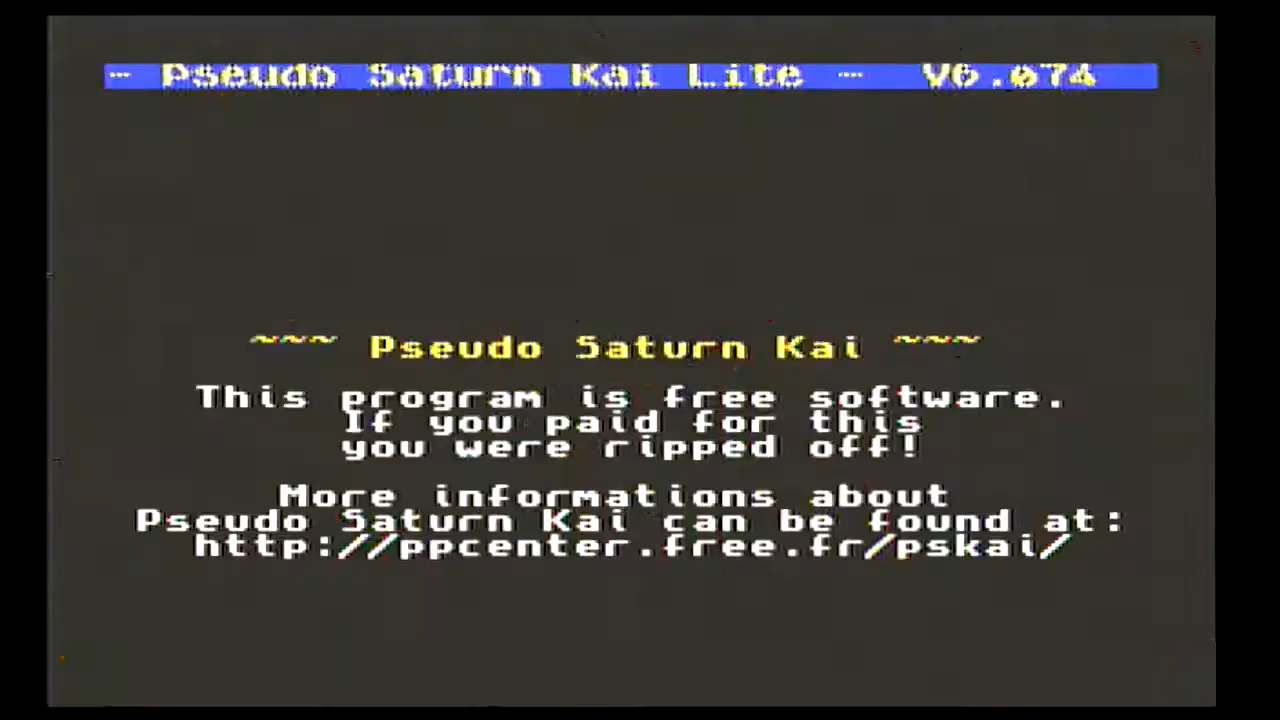 - Pseudo Saturn Kai Lite - V6.074
~~~ Pseudo Saturn Kai ~~~
This program is free software.
If you paid for this
you were ripped off!
More informations about
Pseudo Saturn Kai can be found at:
http://ppcenter.free.fr/pskai/